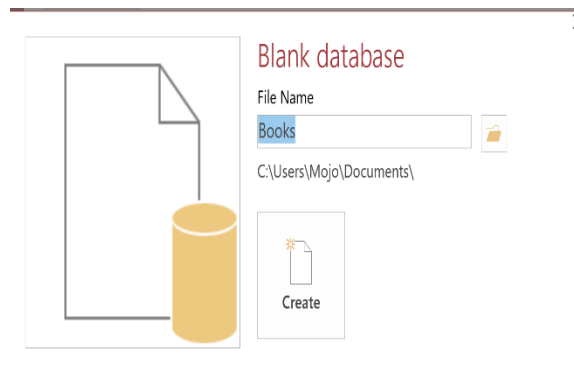 Blank database
File Name
Books
C:\Users\Mojo\Documents\
Create